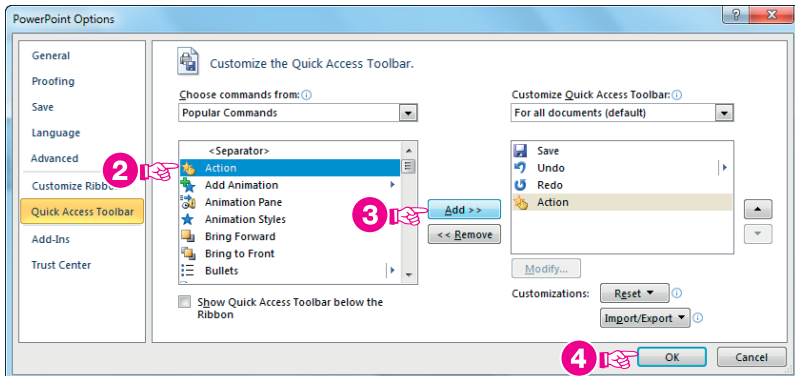 PowerPoint Options
General
Proofing
Save
Language
Advanced
Customize Ribb
Quick Access Toolbar
Add-Ins
Trust Center
Customize the Quick Access Toolbar.
Choose commands from:
Popular Commands
<Separator>
Action
Add Animation
Animation Pane
Animation Styles
Bring Forward
Bring to Front
Bullets
Show Quick Access Toolbar below the
Ribbon
2
3
Add >>
<< Remove
Customize Quick Access Toolbar:
For all documents (default)
Save
Undo
Redo
Action
Modify...
Customizations:
Reset
Import/Export
4
OK
Cancel